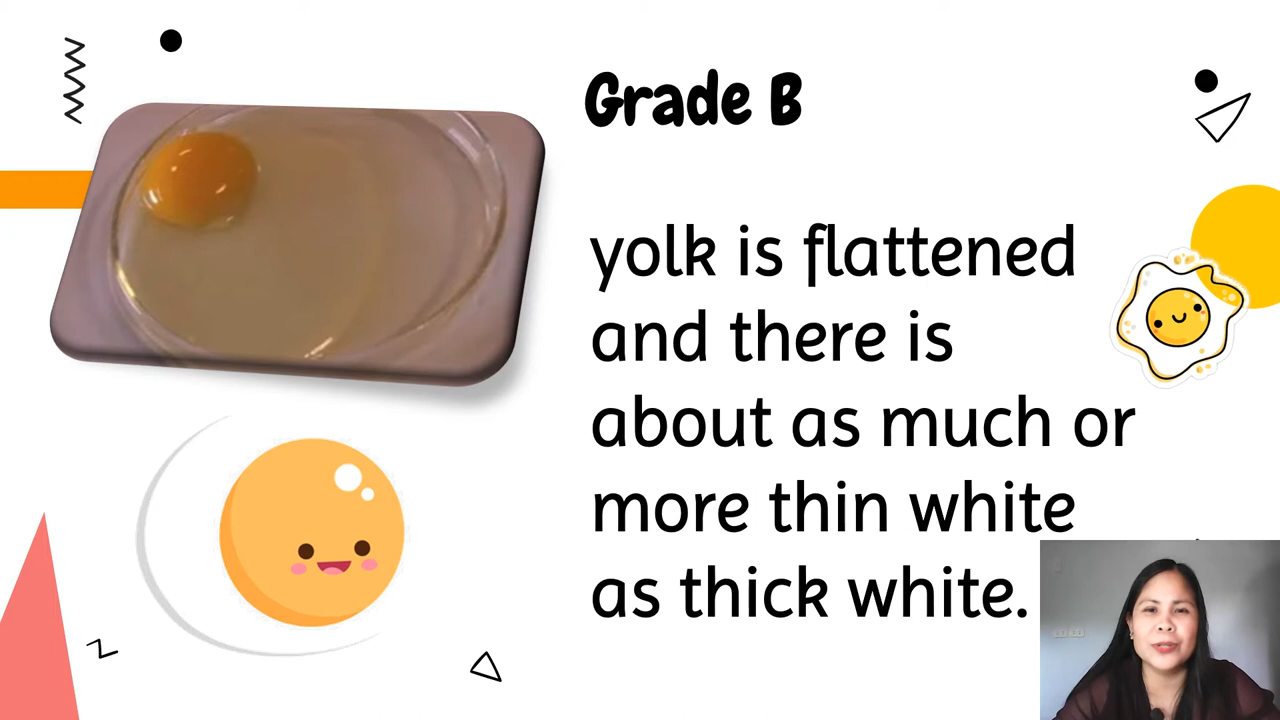 Grade B
yolk is flattened
and there is
about as much or
more thin white
as thick white.